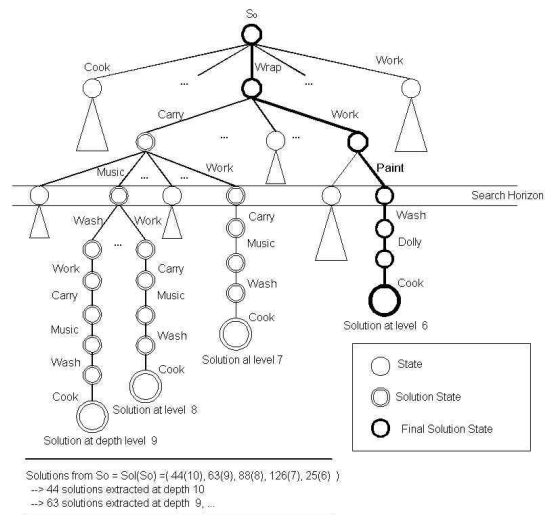 S₀
Cook
...
Wrap
...
Work
Carry
...
Work
Music
...
...
Work
Paint
Search Horizon
Wash
...
Work
Carry
Wash
Work
Carry
Music
Dolly
Carry
Music
Wash
Cook
Music
Wash
Cook
Solution at level 6
Wash
Cook
Solution at level 7
Cook
Solution at level 8
Solution at depth level 9
State
Solution State
Final Solution State
Solutions from So = Sol(So) =( 44(10), 63(9), 88(8), 126(7), 25(6) )
--> 44 solutions extracted at depth 10
--> 63 solutions extracted at depth 9, ...